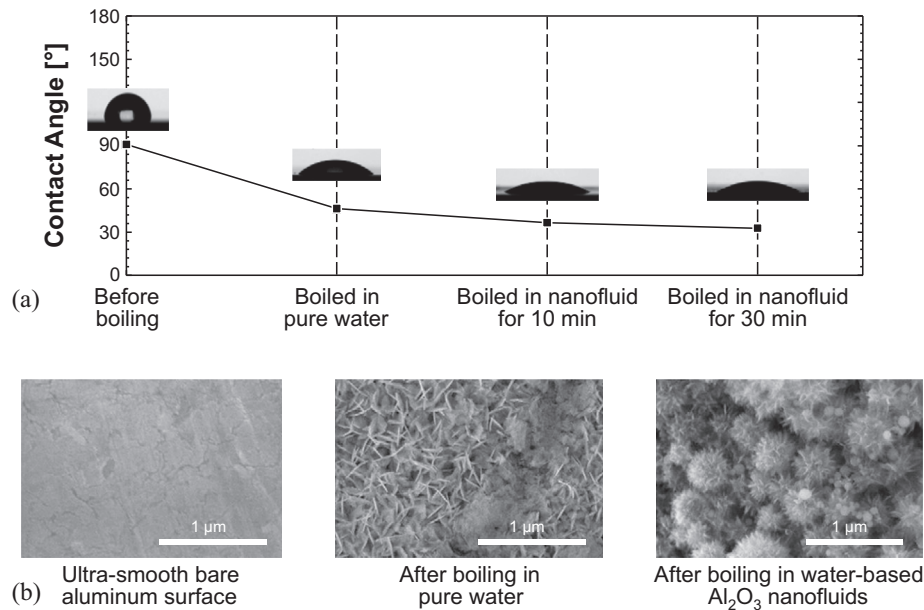 180
150
90
60
30
0
Contact Angle [°]
(a)
Before
boiling
Boiled in
pure water
Boiled in nanofluid
for 10 min
Boiled in nanofluid
for 30 min
1 μm
1 μm
1 μm
(b)
Ultra-smooth bare
aluminum surface
After boiling in
pure water
After boiling in water-based
Al₂O₃ nanofluids